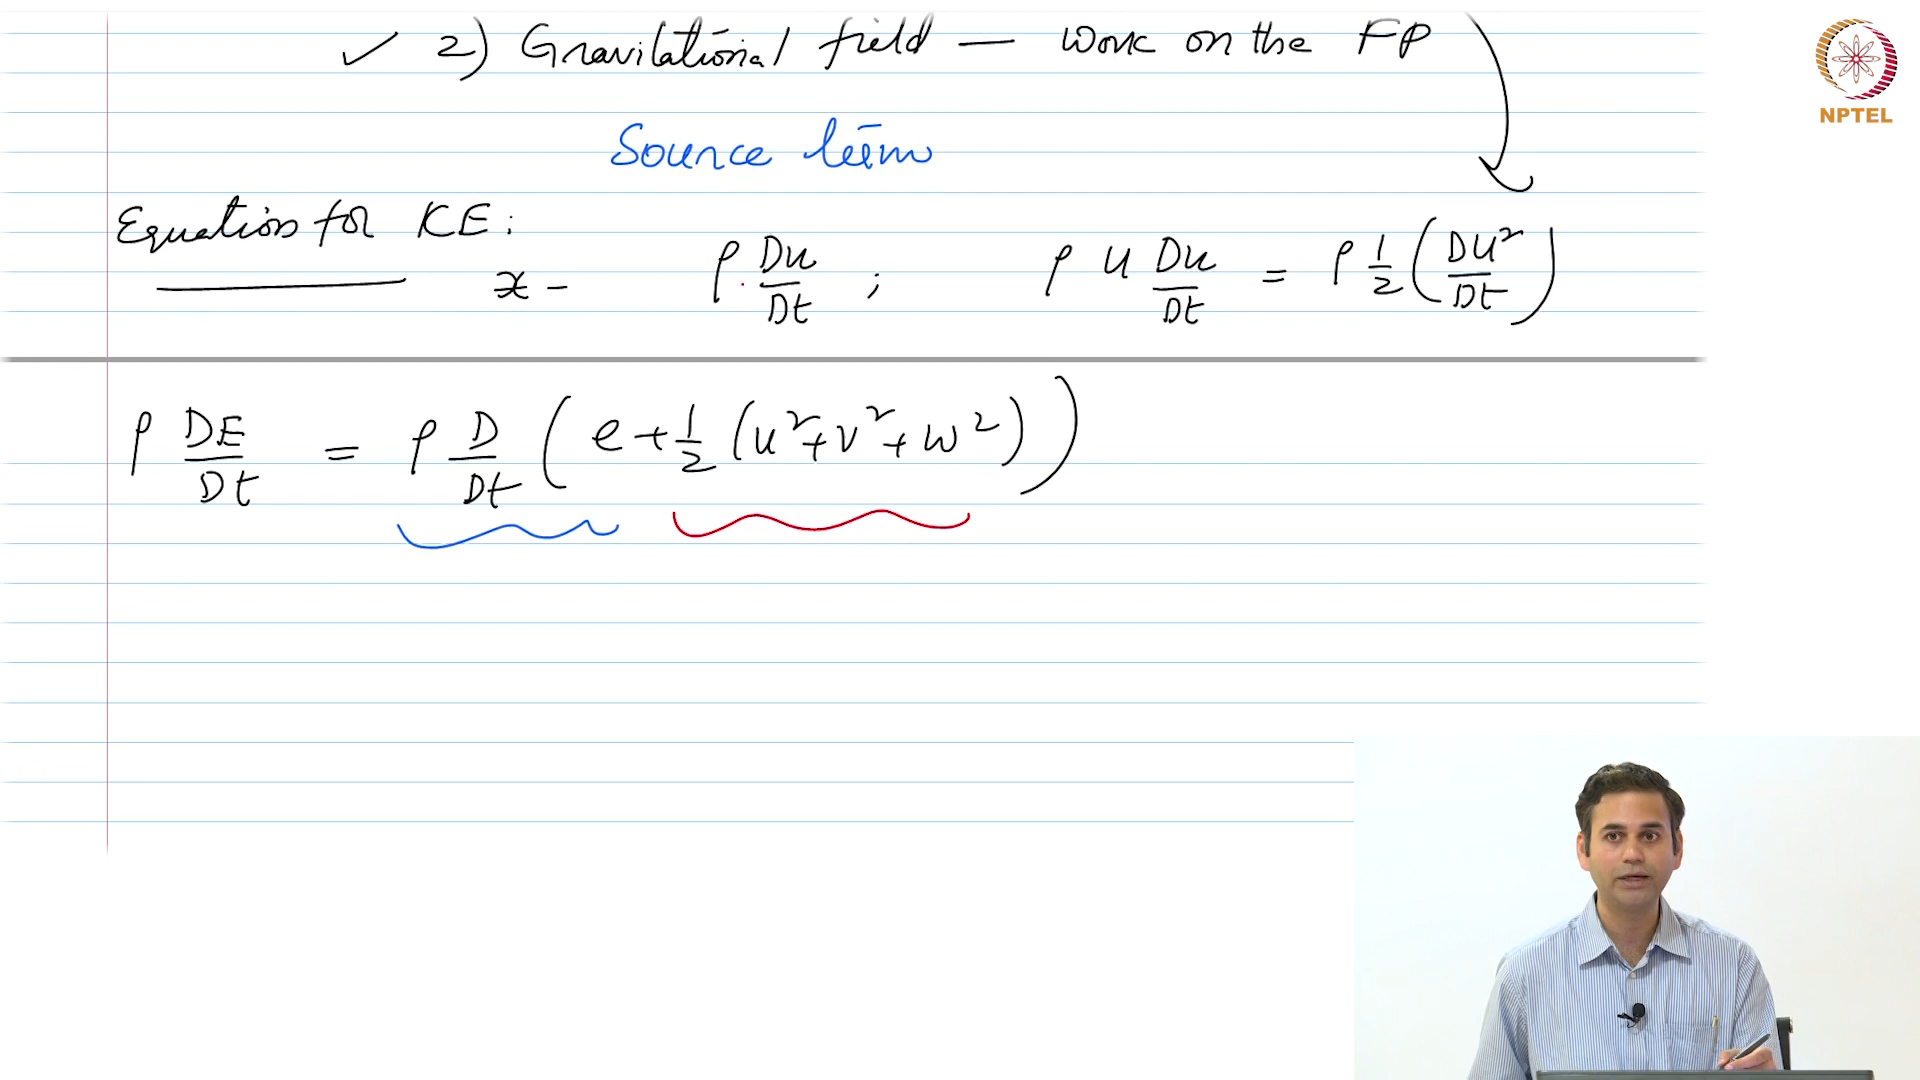 ✓ 2) Gravitational field — work on the FP
Source term
Equation for KE:
x - ρ Du/Dt ; ρ u Du/Dt = ρ 1/2 (Du²/Dt)
ρ DE/Dt = ρ D/Dt (e + 1/2 (u² + v² + w²))
NPTEL